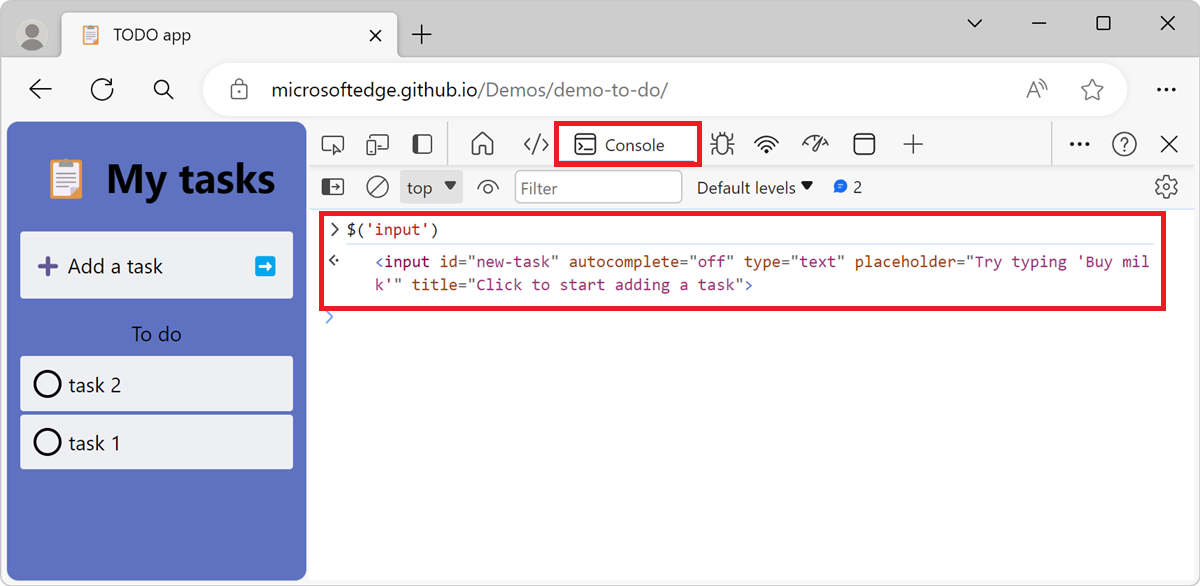 TODO app
microsoftedge.github.io/Demos/demo-to-do/
My tasks
Add a task
To do
task 2
task 1
Console
top
Filter
Default levels
2
$('input')
<input id="new-task" autocomplete="off" type="text" placeholder="Try typing 'Buy mil
k'" title="Click to start adding a task">